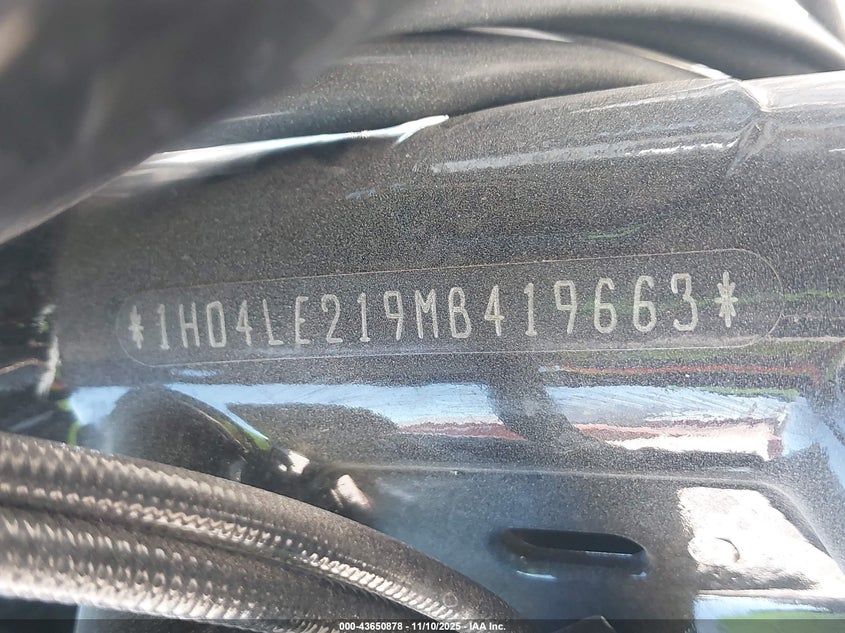 *1HD4LE219MB419663*
000-43650878 - 11/10/2025 - IAA Inc.